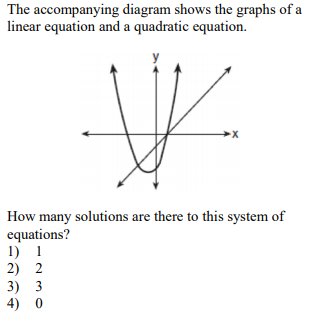 The accompanying diagram shows the graphs of a
linear equation and a quadratic equation.
y
x
How many solutions are there to this system of
equations?
1) 1
2) 2
3) 3
4) 0